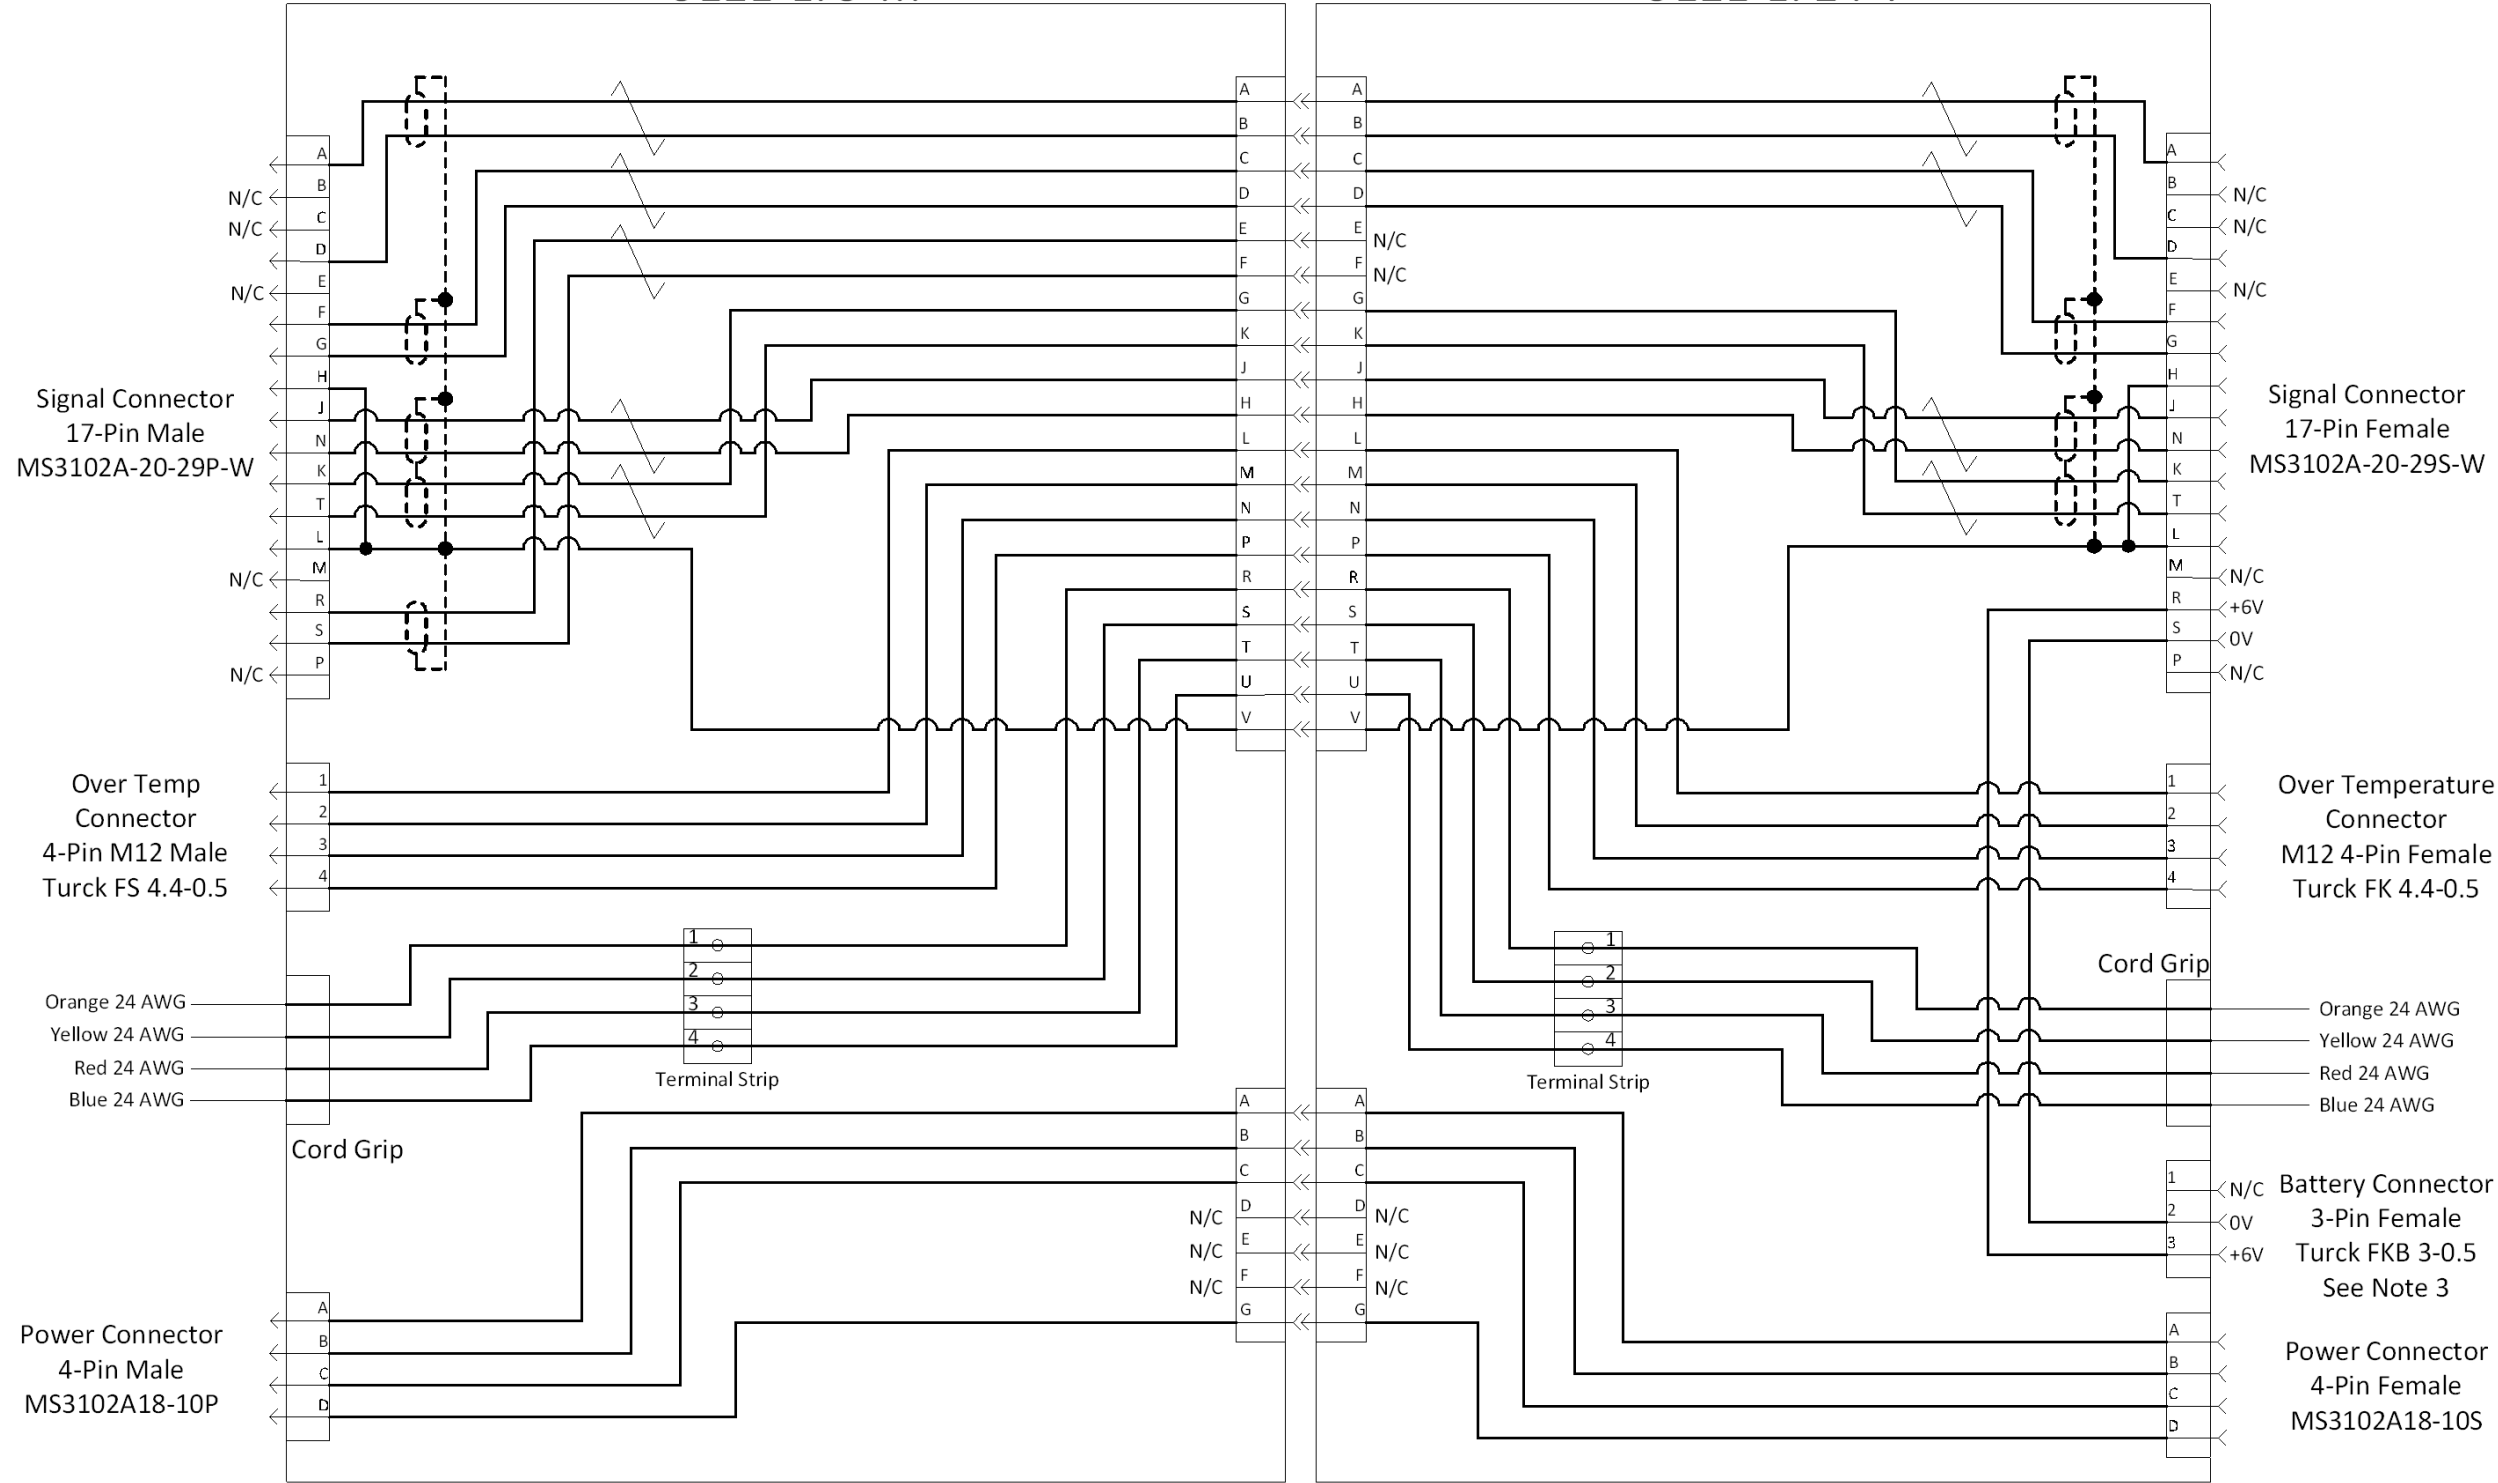 A
B
C
D
E
F
G
H
J
N
K
T
L
M
R
S
P
N/C
N/C
N/C
N/C
N/C
Signal Connector
17-Pin Male
MS3102A-20-29P-W
1
2
3
4
Over Temp
Connector
4-Pin M12 Male
Turck FS 4.4-0.5
Orange 24 AWG
Yellow 24 AWG
Red 24 AWG
Blue 24 AWG
Cord Grip
1
2
3
4
Terminal Strip
A
B
C
D
Power Connector
4-Pin Male
MS3102A18-10P
A
B
C
D
E
F
G
K
J
H
L
M
N
P
R
S
T
U
V
A
B
C
D
E
F
G
N/C
N/C
N/C
A
B
C
D
E
F
G
K
J
H
L
M
N
P
R
S
T
U
V
N/C
N/C
A
B
C
D
E
F
G
N/C
N/C
N/C
1
2
3
4
Terminal Strip
A
B
C
D
E
F
G
H
J
N
K
T
L
M
R
S
P
N/C
N/C
N/C
N/C
+6V
0V
N/C
Signal Connector
17-Pin Female
MS3102A-20-29S-W
1
2
3
4
Over Temperature
Connector
M12 4-Pin Female
Turck FK 4.4-0.5
Cord Grip
Orange 24 AWG
Yellow 24 AWG
Red 24 AWG
Blue 24 AWG
1
2
3
N/C
0V
+6V
Battery Connector
3-Pin Female
Turck FKB 3-0.5
See Note 3
A
B
C
D
Power Connector
4-Pin Female
MS3102A18-10S